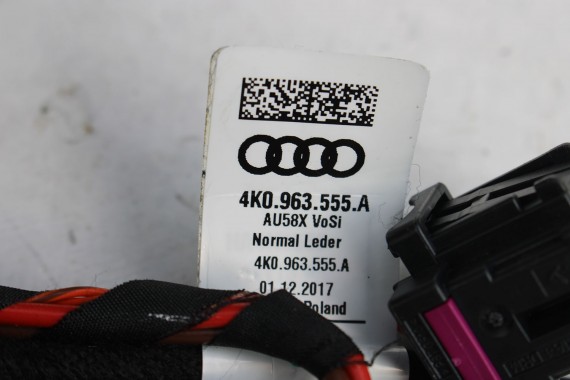 4K0.963.555.A
AU58X VoSi
Normal Leder
4K0.963.555.A
01.12.2017
Poland